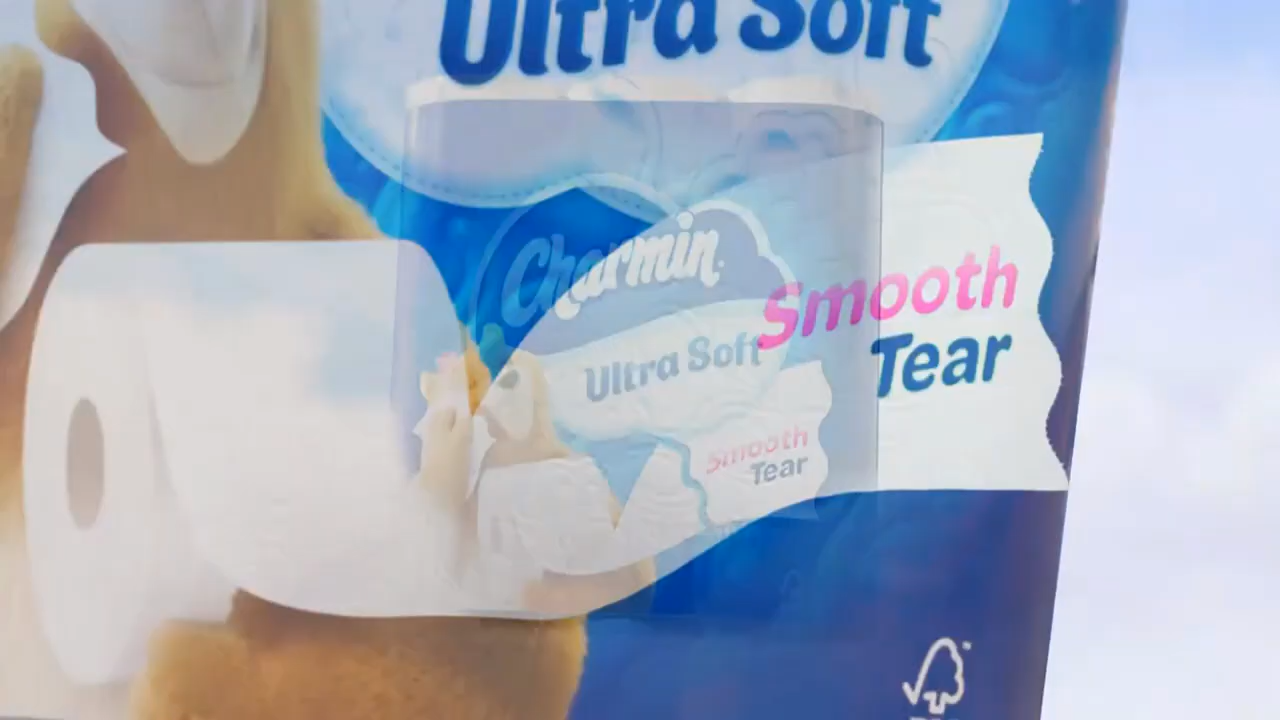 Ultra Soft
Charmin
Ultra Soft
Smooth
Tear
Smooth
Tear